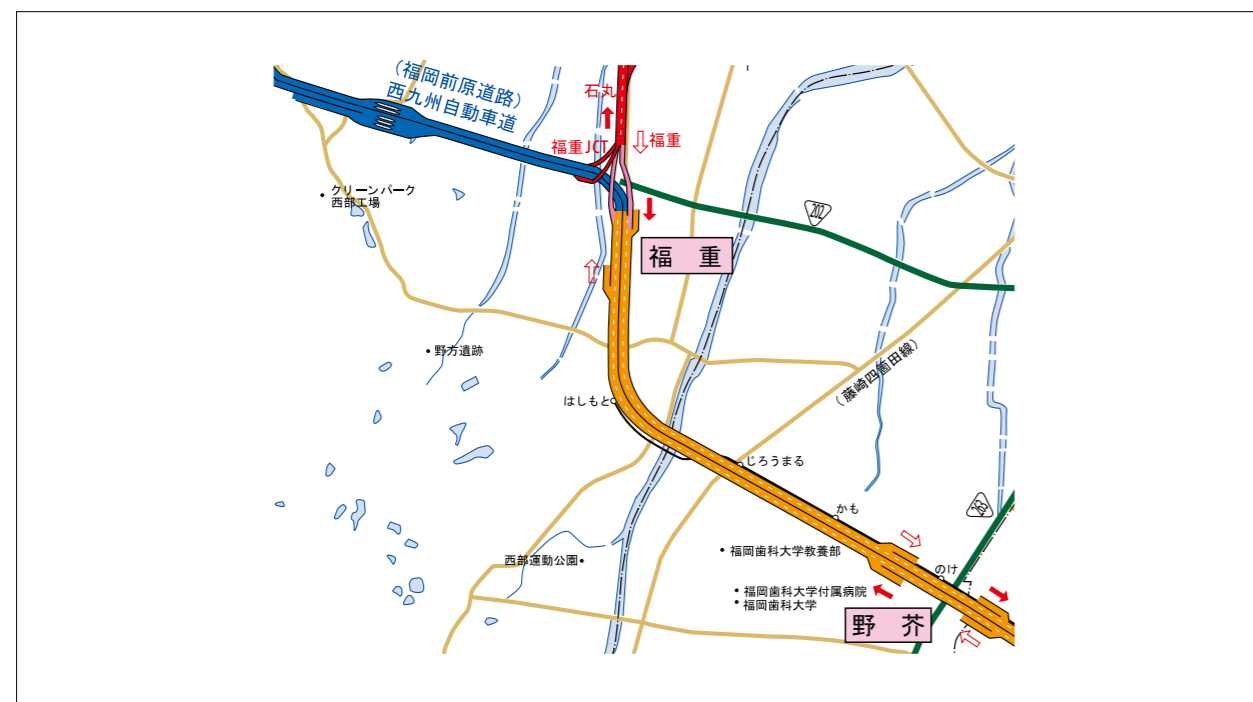 (福岡前原道路)
西九州自動車道
石丸
福重JCT
福重
クリーンパーク
西部工場
202
福 重
野方遺跡
(藤崎四箇田線)
はしもと
じろうまる
かも
263
西部運動公園
福岡歯科大学教養部
のけ
福岡歯科大学付属病院
福岡歯科大学
野 芥